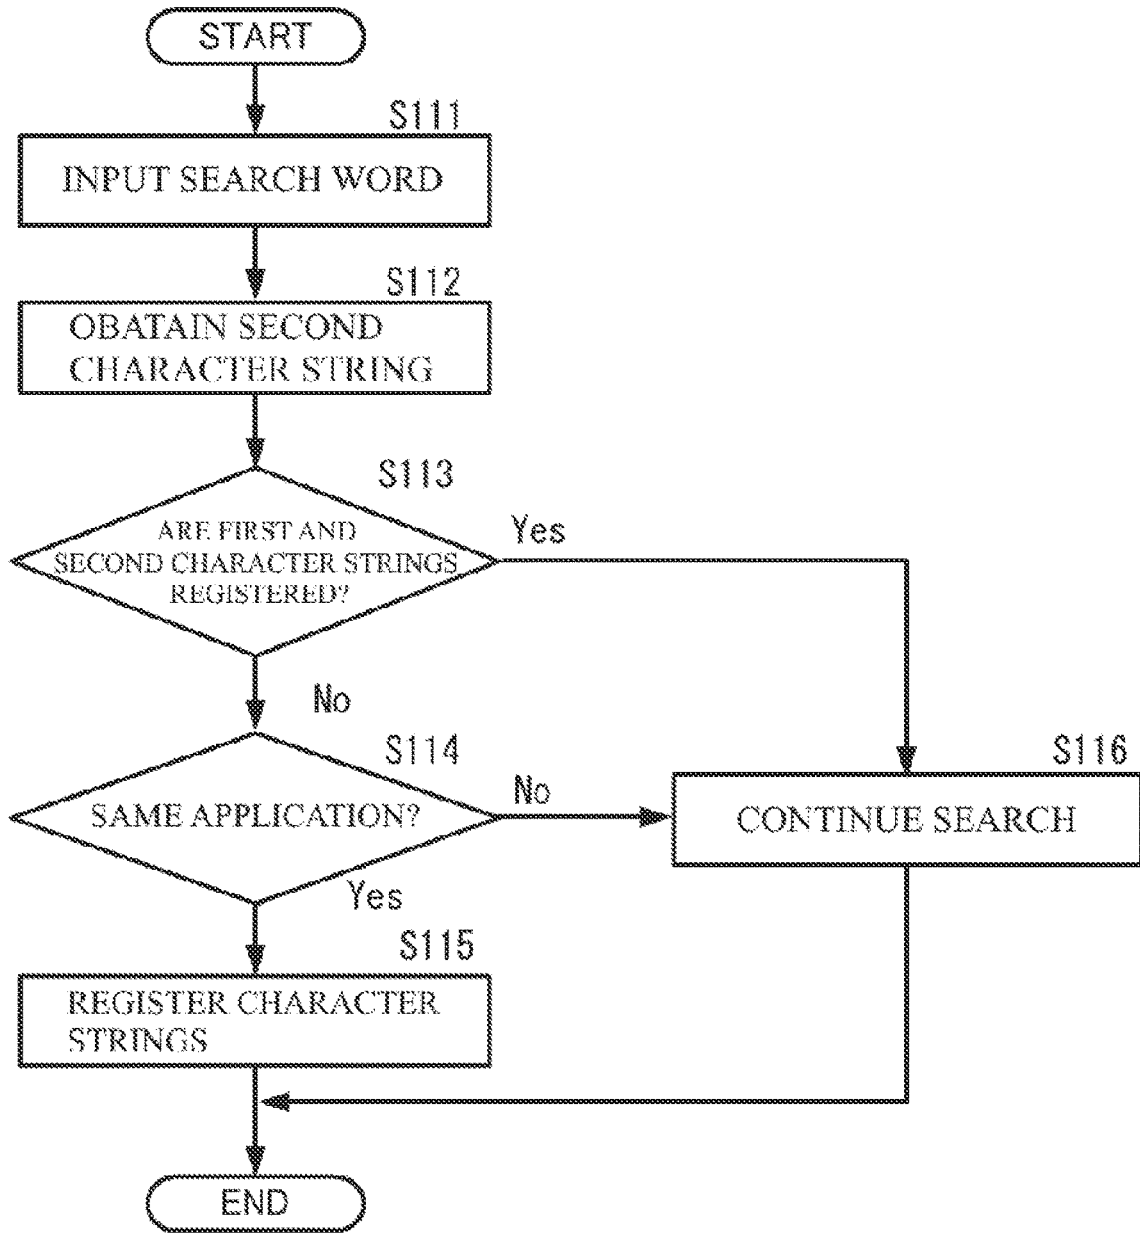 START
S111
INPUT SEARCH WORD
S112
OBATAIN SECOND
CHARACTER STRING
S113
ARE FIRST AND
SECOND CHARACTER STRINGS
REGISTERED?
Yes
No
S114
SAME APPLICATION?
No
S116
CONTINUE SEARCH
Yes
S115
REGISTER CHARACTER
STRINGS
END